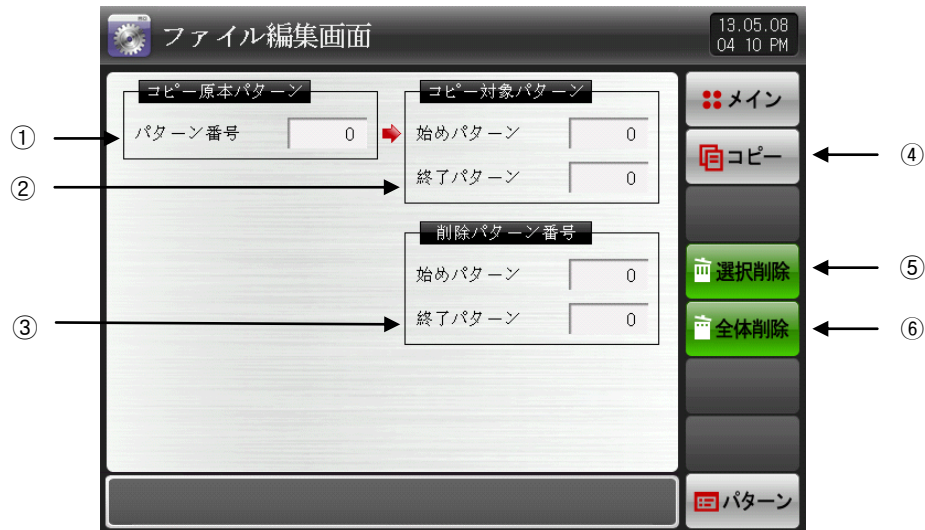 ファイル編集画面
13.05.08
04 10 PM
コピー原本パターン
パターン番号 0
コピー対象パターン
始めパターン 0
終了パターン 0
削除パターン番号
始めパターン 0
終了パターン 0
メイン
コピー
選択削除
全体削除
パターン
①
②
③
④
⑤
⑥